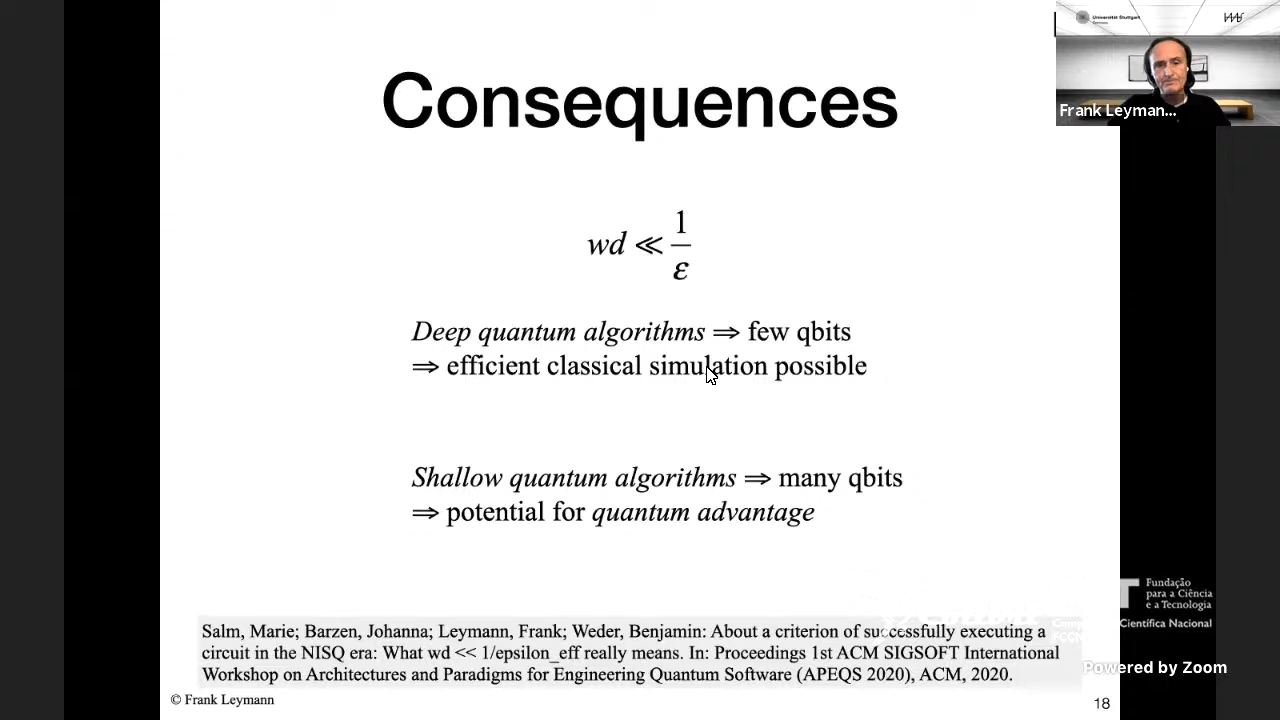 Universität Stuttgart
Frank Leyman...
Consequences
wd ≪ 1/ε
Deep quantum algorithms ⇒ few qbits
⇒ efficient classical simulation possible
Shallow quantum algorithms ⇒ many qbits
⇒ potential for quantum advantage
Salm, Marie; Barzen, Johanna; Leymann, Frank; Weder, Benjamin: About a criterion of successfully executing a
circuit in the NISQ era: What wd << 1/epsilon_eff really means. In: Proceedings 1st ACM SIGSOFT International
Workshop on Architectures and Paradigms for Engineering Quantum Software (APEQS 2020), ACM, 2020.
© Frank Leymann
18
Fundação
para a Ciência
e a Tecnologia
Científica Nacional
Powered by Zoom